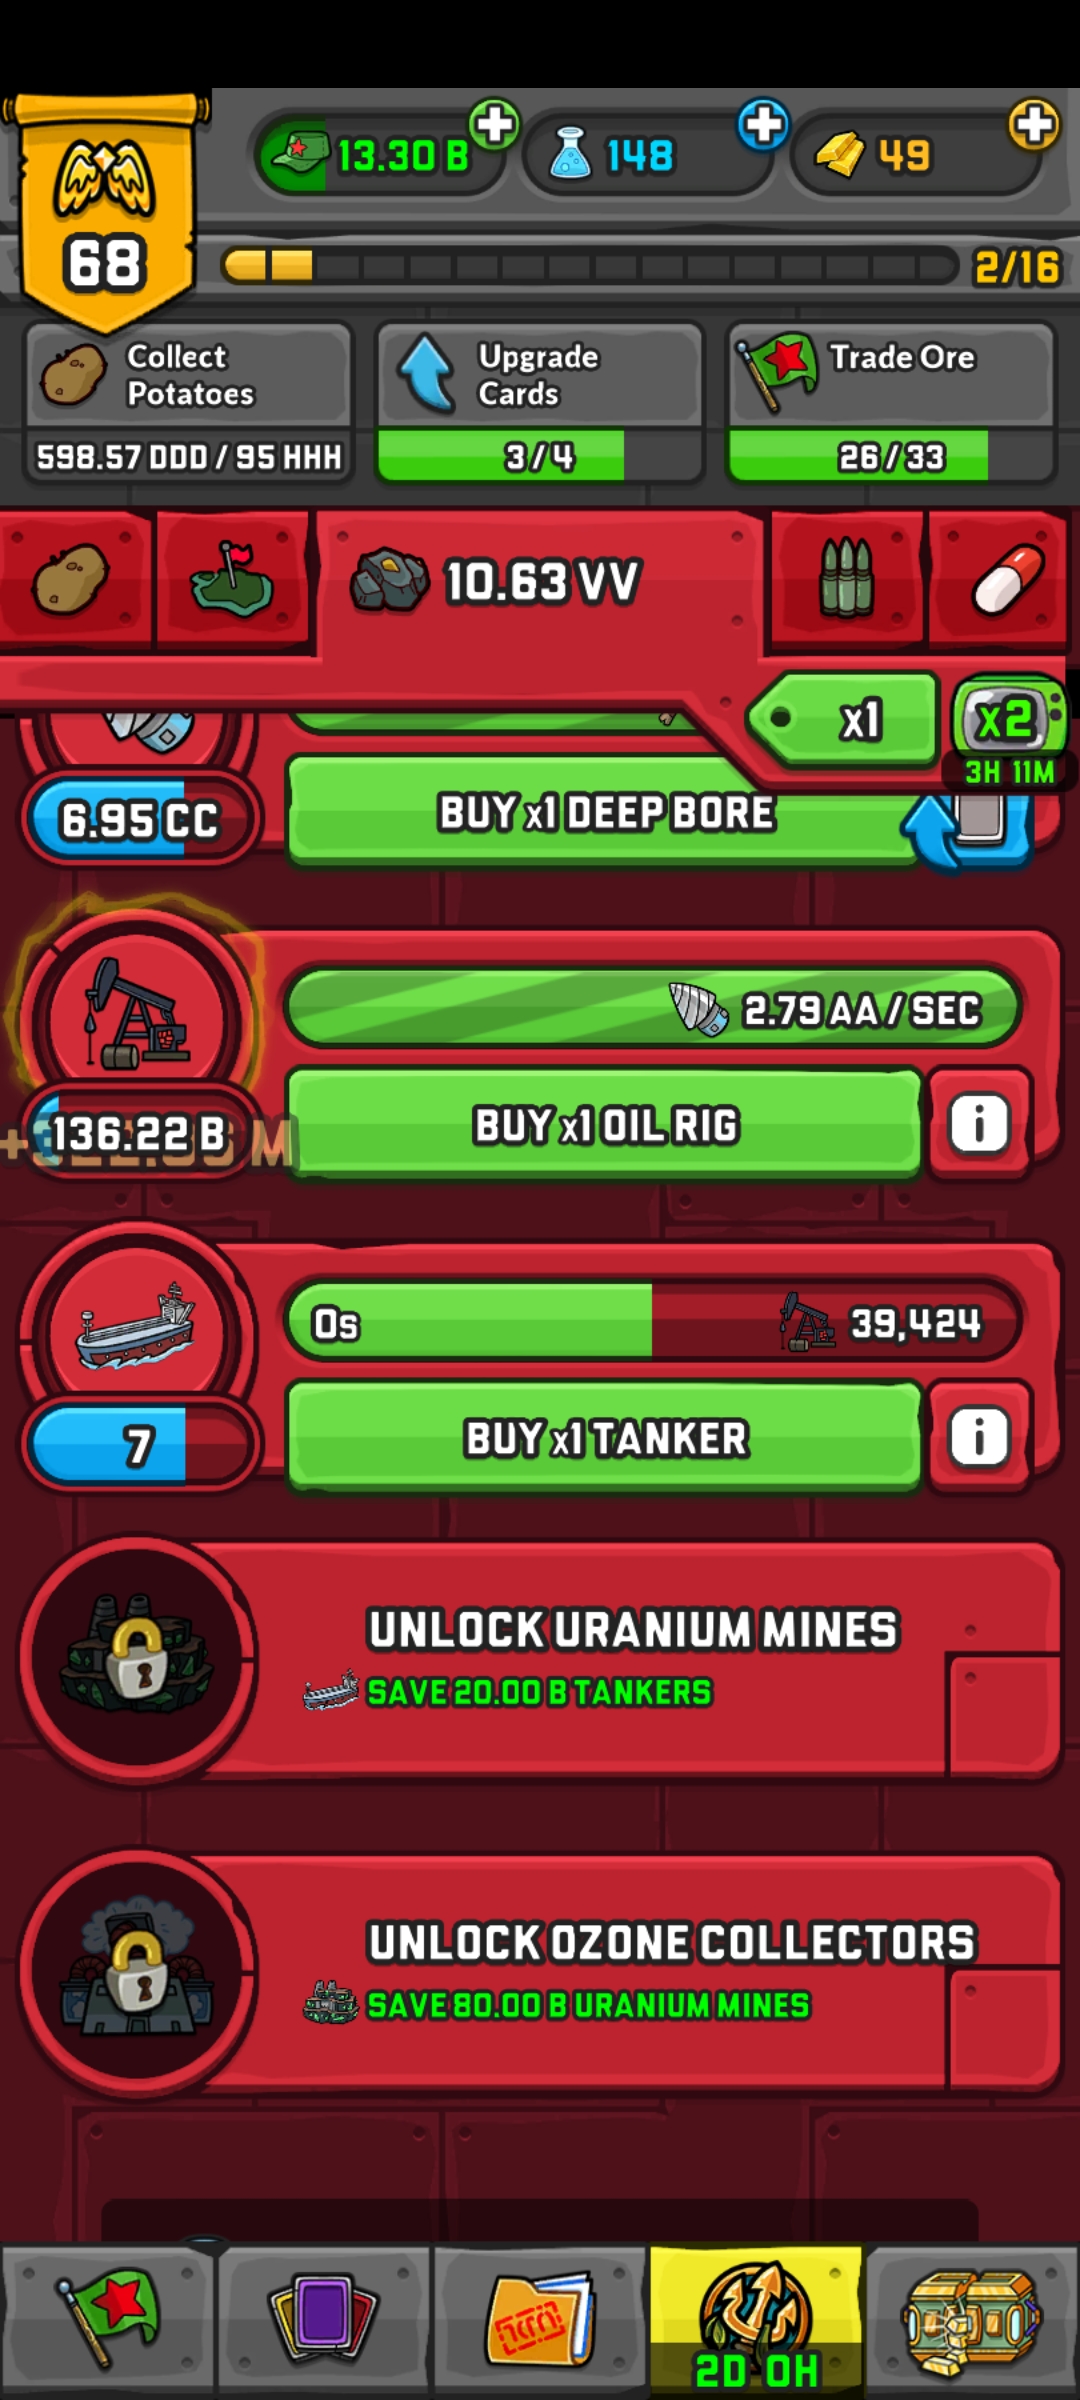 13.30 B
148
49
68
2/16
Collect
Potatoes
598.57 DDD / 95 HHH
Upgrade
Cards
3/4
Trade Ore
26/33
10.63 VV
x1
x2
3H 11M
6.95 CC
BUY x1 DEEP BORE
2.79 AA / SEC
136.22 B
BUY x1 OIL RIG
i
0s
39,424
7
BUY x1 TANKER
i
UNLOCK URANIUM MINES
SAVE 20.00 B TANKERS
UNLOCK OZONE COLLECTORS
SAVE 80.00 B URANIUM MINES
2D 0H